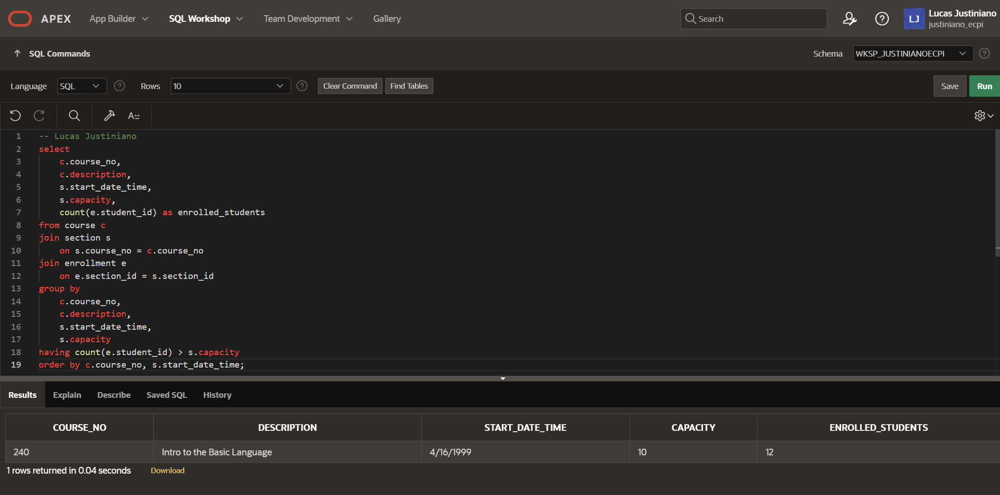 APEX App Builder SQL Workshop Team Development Gallery Search LJ Lucas Justiniano
justiniano_ecpi
SQL Commands Schema WKSP_JUSTINIANOECPI
Language SQL Rows 10 Clear Command Find Tables Save Run
A::
1 -- Lucas Justiniano
2 select
3 c.course_no,
4 c.description,
5 s.start_date_time,
6 s.capacity,
7 count(e.student_id) as enrolled_students
8 from course c
9 join section s
10 on s.course_no = c.course_no
11 join enrollment e
12 on e.section_id = s.section_id
13 group by
14 c.course_no,
15 c.description,
16 s.start_date_time,
17 s.capacity
18 having count(e.student_id) > s.capacity
19 order by c.course_no, s.start_date_time;
Results Explain Describe Saved SQL History
COURSE_NO DESCRIPTION START_DATE_TIME CAPACITY ENROLLED_STUDENTS
240 Intro to the Basic Language 4/16/1999 10 12
1 rows returned in 0.04 seconds Download